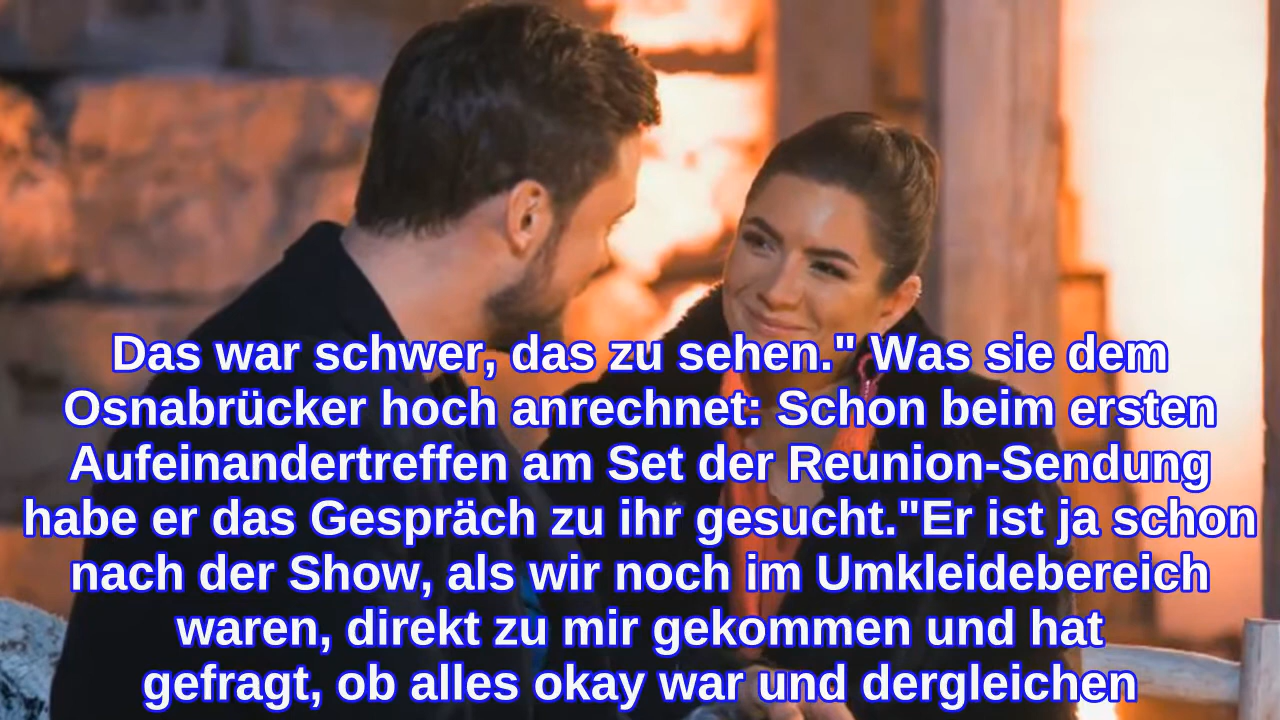 Das war schwer, das zu sehen." Was sie dem
Osnabrücker hoch anrechnet: Schon beim ersten
Aufeinandertreffen am Set der Reunion-Sendung
habe er das Gespräch zu ihr gesucht."Er ist ja schon
nach der Show, als wir noch im Umkleidebereich
waren, direkt zu mir gekommen und hat
gefragt, ob alles okay war und dergleichen